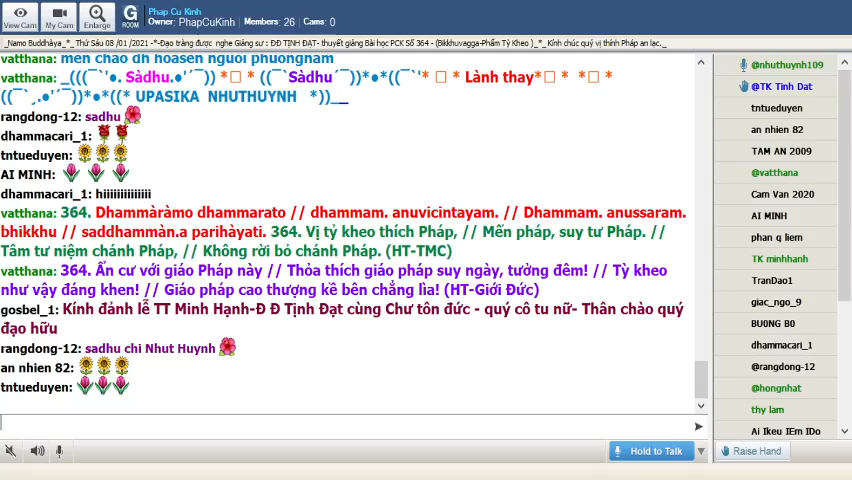 View Cam
My Cam
Enlarge
G
ROOM
Phap Cu Kinh
Owner: PhapCuKinh Members: 26 Cams: 0
_Namo Buddhàya_*_ Thứ Sáu 08 /01 /2021 -*-Đạo tràng được nghe Giảng sư : ĐĐ TỊNH ĐẠT- thuyết giảng Bài học PCK Số 364 - (Bikkhuvagga-Phẩm Tỳ Kheo )_*_ Kính chúc quý vị thính Pháp an lạc._
vatthana: mến chào dh hoasen nguoi phuongnam
vatthana: _(((¯`'•. Sàdhu.•'´¯)) *□ * ((¯`Sàdhu´¯))*•*((¯`'* □ * Lành thay*□ * *□ *
((¯`¸.•'´¯))*•*((* UPASIKA NHUTHUYNH *))__
rangdong-12: sadhu
dhammacari_1:
tntueduyen:
AI MINH:
dhammacari_1: hiiiiiiiiiiiiiii
vatthana: 364. Dhammàràmo dhammarato // dhammam. anuvicintayam. // Dhammam. anussaram.
bhikkhu // saddhammàn.a parihàyati. 364. Vị tỷ kheo thích Pháp, // Mến pháp, suy tư Pháp. //
Tâm tư niệm chánh Pháp, // Không rời bỏ chánh Pháp. (HT-TMC)
vatthana: 364. Ẩn cư với giáo Pháp này // Thỏa thích giáo pháp suy ngày, tưởng đêm! // Tỳ kheo
như vậy đáng khen! // Giáo pháp cao thượng kề bên chẳng lìa! (HT-Giới Đức)
gosbel_1: Kính đảnh lễ TT Minh Hạnh-Đ Đ Tịnh Đạt cùng Chư tôn đức - quý cô tu nữ- Thân chào quý
đạo hữu
rangdong-12: sadhu chi Nhut Huynh
an nhien 82:
tntueduyen:
Hold to Talk
@nhuthuynh109
@TK Tinh Dat
tntueduyen
an nhien 82
TAM AN 2009
@vatthana
Cam Van 2020
AI MINH
phan q liem
TK minhhanh
TranDao1
giac_ngo_9
BU0NG B0
dhammacari_1
@rangdong-12
@hongnhat
thy lam
Ai Ikeu IEm IDo
Raise Hand